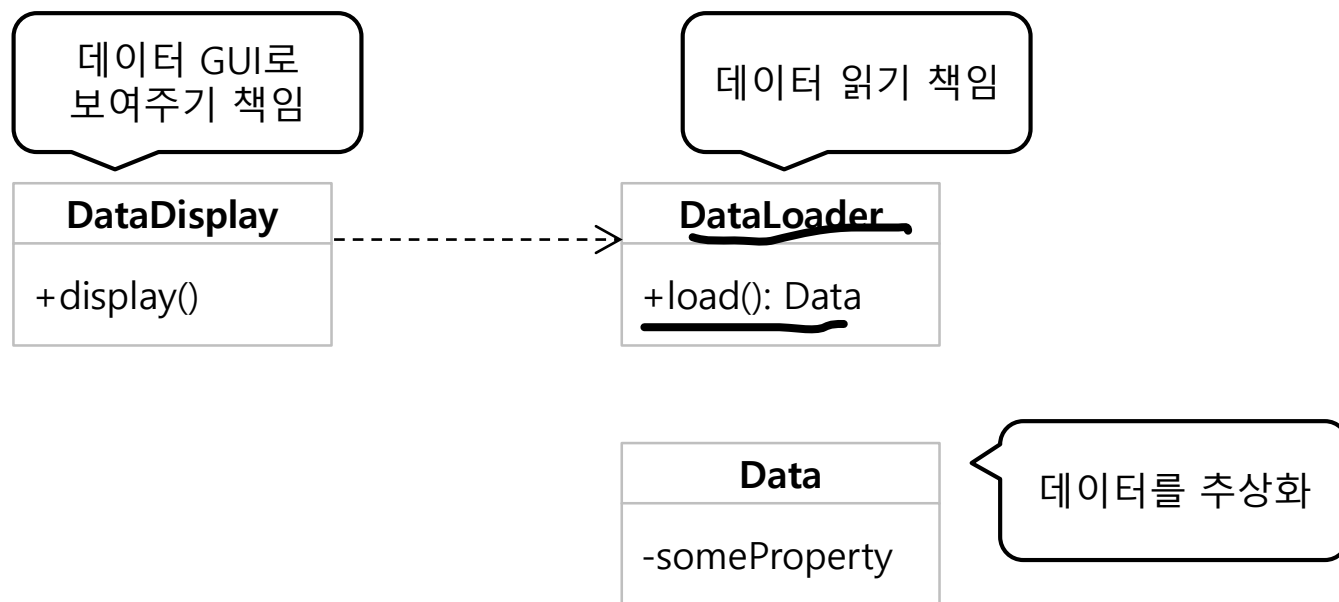 데이터 GUI로
보여주기 책임
데이터 읽기 책임
DataDisplay
DataLoader
+display()
+load(): Data
Data
데이터를 추상화
-someProperty